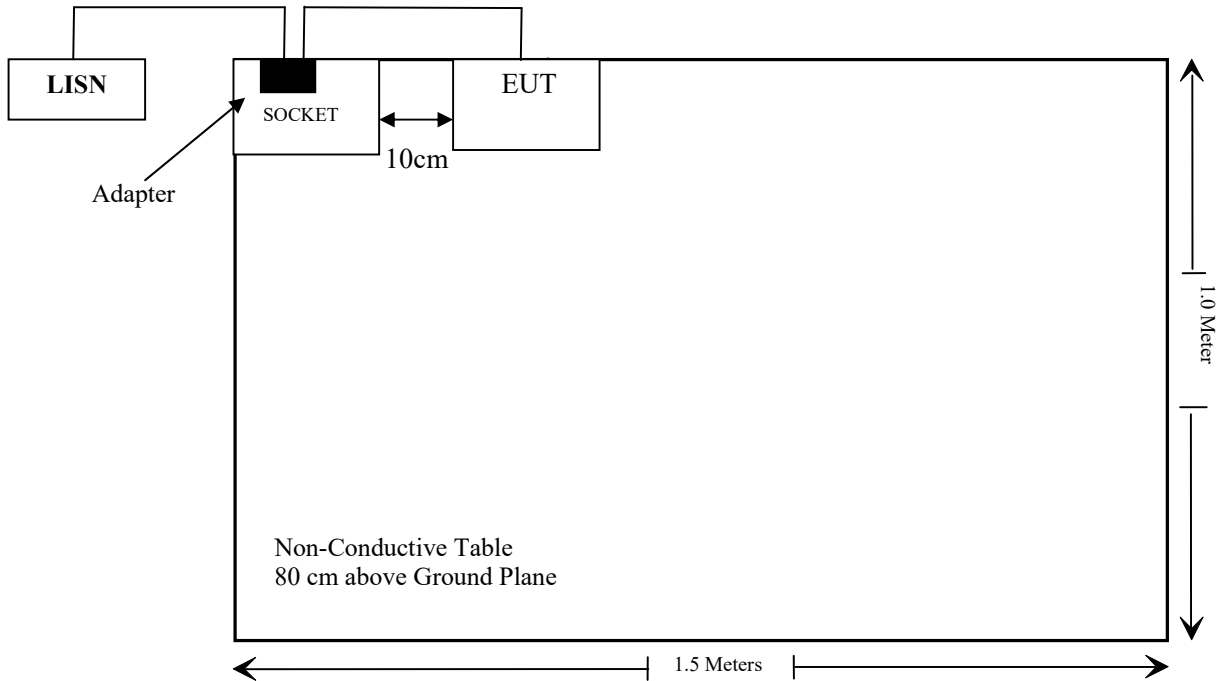 LISN
EUT
SOCKET
10cm
Adapter
1.0 Meter
Non-Conductive Table
80 cm above Ground Plane
1.5 Meters